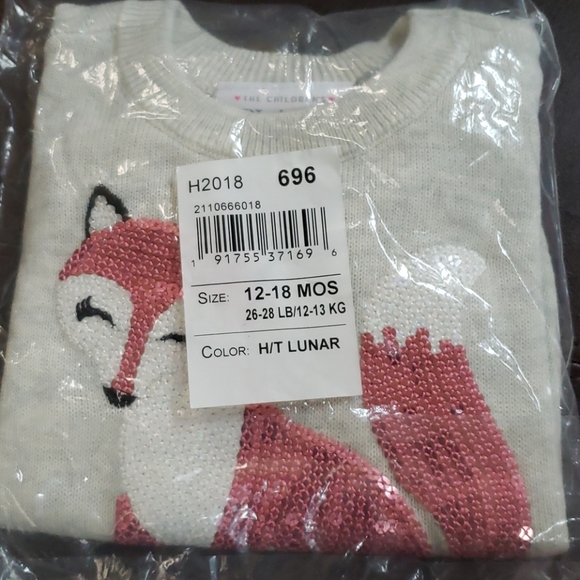 THE CHILDREN'S
H2018 696
2110666018
1 91755 37169 6
SIZE: 12-18 MOS
26-28 LB/12-13 KG
COLOR: H/T LUNAR